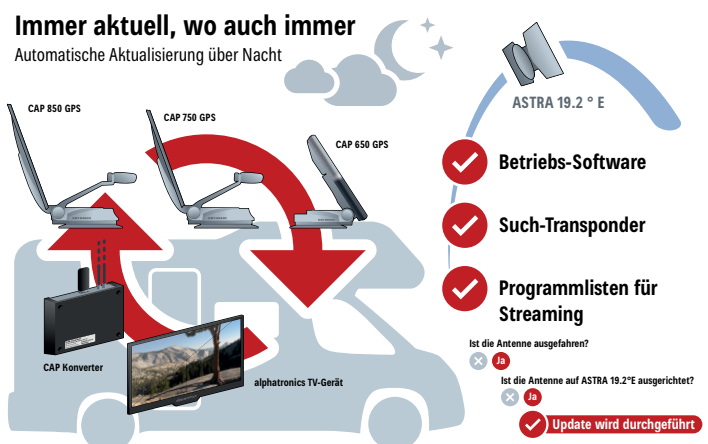 Immer aktuell, wo auch immer
Automatische Aktualisierung über Nacht
CAP 850 GPS
CAP 750 GPS
CAP 650 GPS
CAP Konverter
alphatronics TV-Gerät
ASTRA 19.2 ° E
Betriebs-Software
Such-Transponder
Programmlisten für
Streaming
Ist die Antenne ausgefahren?
Ja
Ist die Antenne auf ASTRA 19.2°E ausgerichtet?
Ja
Update wird durchgeführt